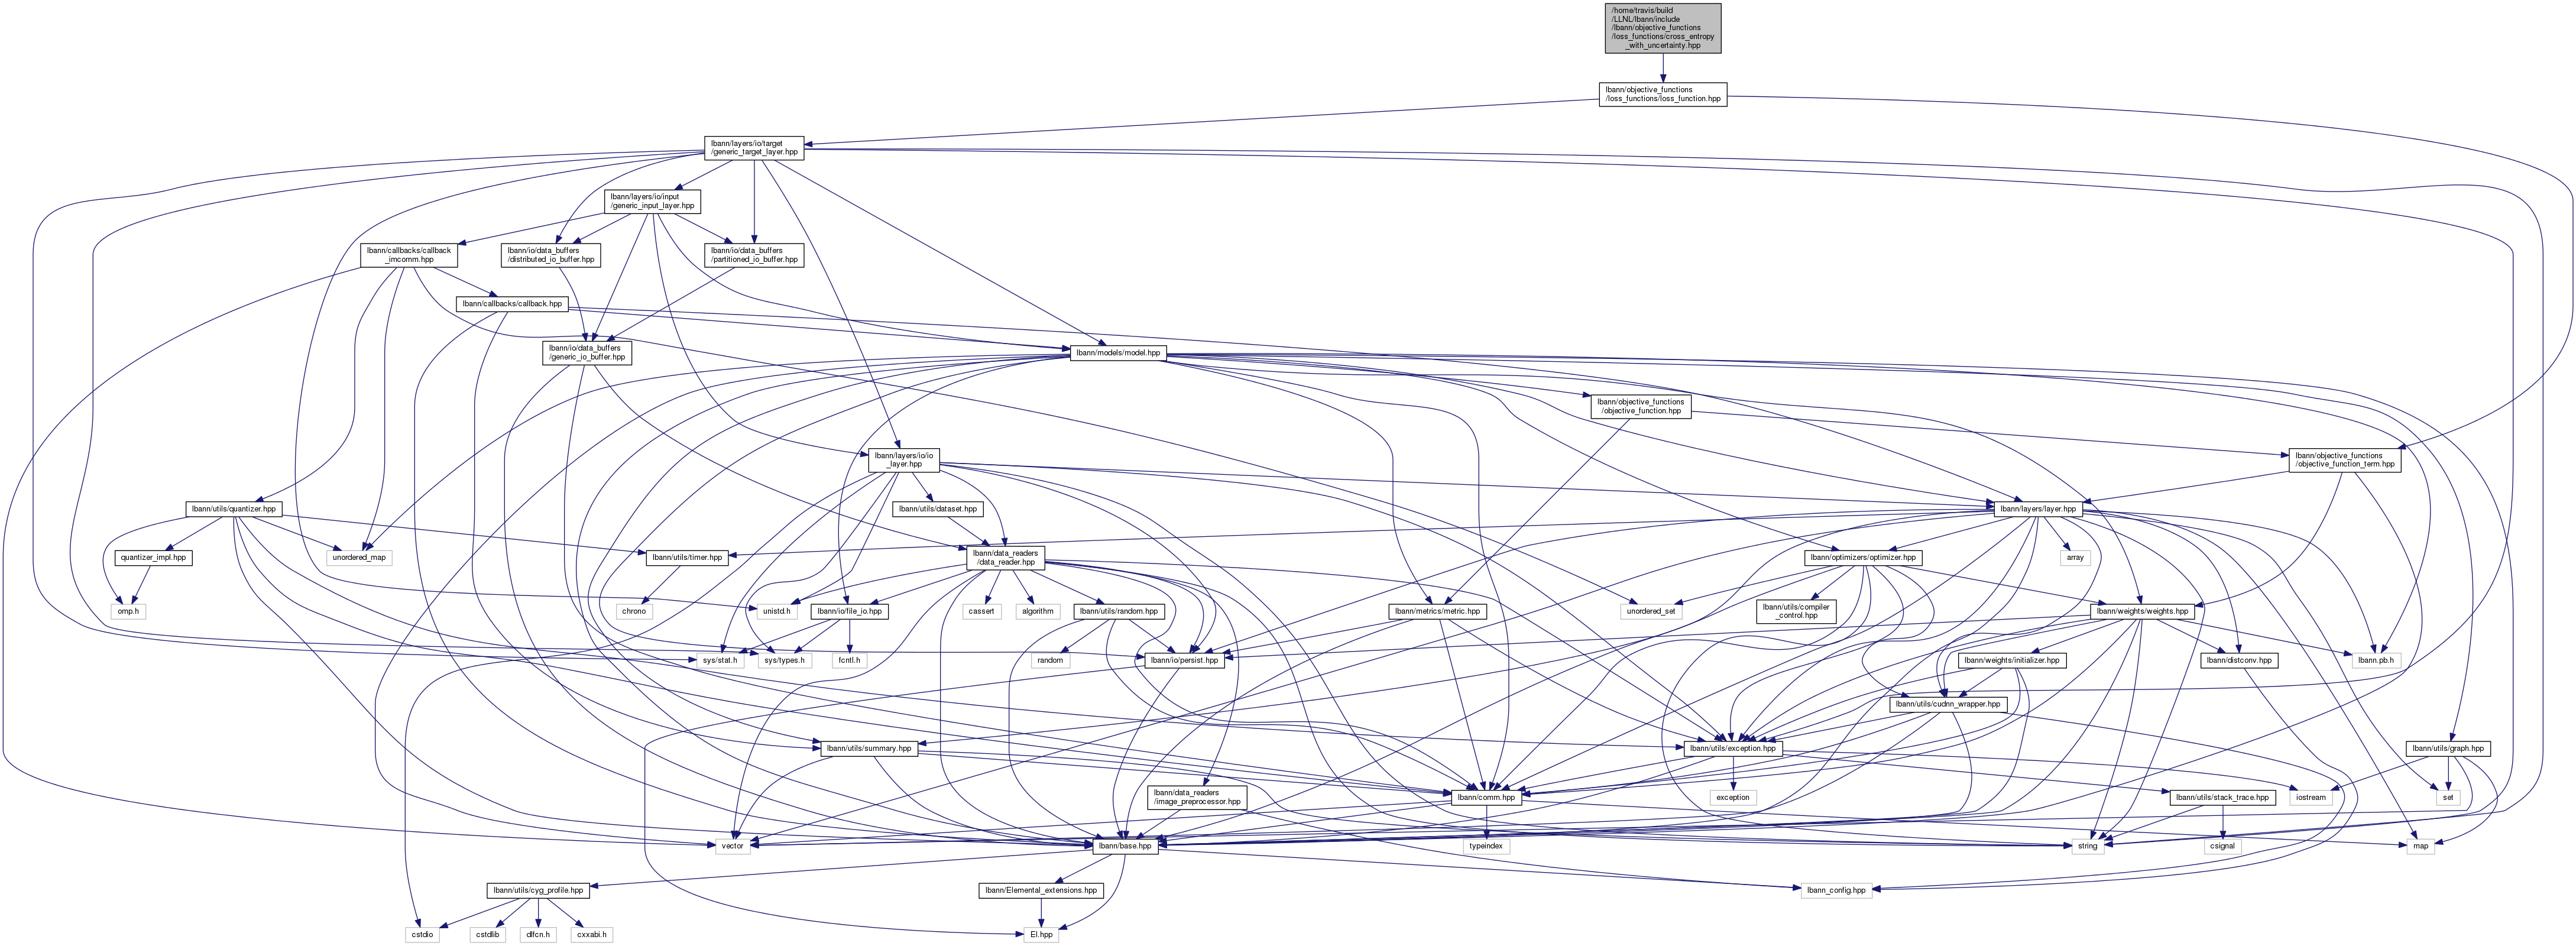 /home/travis/build
/LLNL/lbann/include
/lbann/objective_functions
/loss_functions/cross_entropy
_with_uncertainty.hpp
lbann/objective_functions
/loss_functions/loss_function.hpp
lbann/layers/io/target
/generic_target_layer.hpp
lbann/layers/io/input
/generic_input_layer.hpp
lbann/callbacks/callback
_imcomm.hpp
lbann/io/data_buffers
/distributed_io_buffer.hpp
lbann/io/data_buffers
/partitioned_io_buffer.hpp
lbann/callbacks/callback.hpp
lbann/io/data_buffers
/generic_io_buffer.hpp
lbann/models/model.hpp
lbann/objective_functions
/objective_function.hpp
lbann/layers/io/io
_layer.hpp
lbann/objective_functions
/objective_function_term.hpp
lbann/utils/quantizer.hpp
lbann/utils/dataset.hpp
lbann/layers/layer.hpp
quantizer_impl.hpp
unordered_map
lbann/utils/timer.hpp
lbann/data_readers
/data_reader.hpp
lbann/optimizers/optimizer.hpp
array
omp.h
chrono
unistd.h
lbann/io/file_io.hpp
cassert
algorithm
lbann/utils/random.hpp
lbann/metrics/metric.hpp
unordered_set
lbann/utils/compiler
_control.hpp
lbann/weights/weights.hpp
sys/stat.h
sys/types.h
fcntl.h
random
lbann/io/persist.hpp
lbann/weights/initializer.hpp
lbann/distconv.hpp
lbann.pb.h
lbann/utils/cudnn_wrapper.hpp
lbann/utils/summary.hpp
lbann/utils/exception.hpp
lbann/utils/graph.hpp
lbann/data_readers
/image_preprocessor.hpp
lbann/comm.hpp
exception
lbann/utils/stack_trace.hpp
iostream
set
vector
lbann/base.hpp
typeindex
string
csignal
map
lbann/utils/cyg_profile.hpp
lbann/Elemental_extensions.hpp
lbann_config.hpp
cstdio
cstdlib
dlfcn.h
cxxabi.h
El.hpp